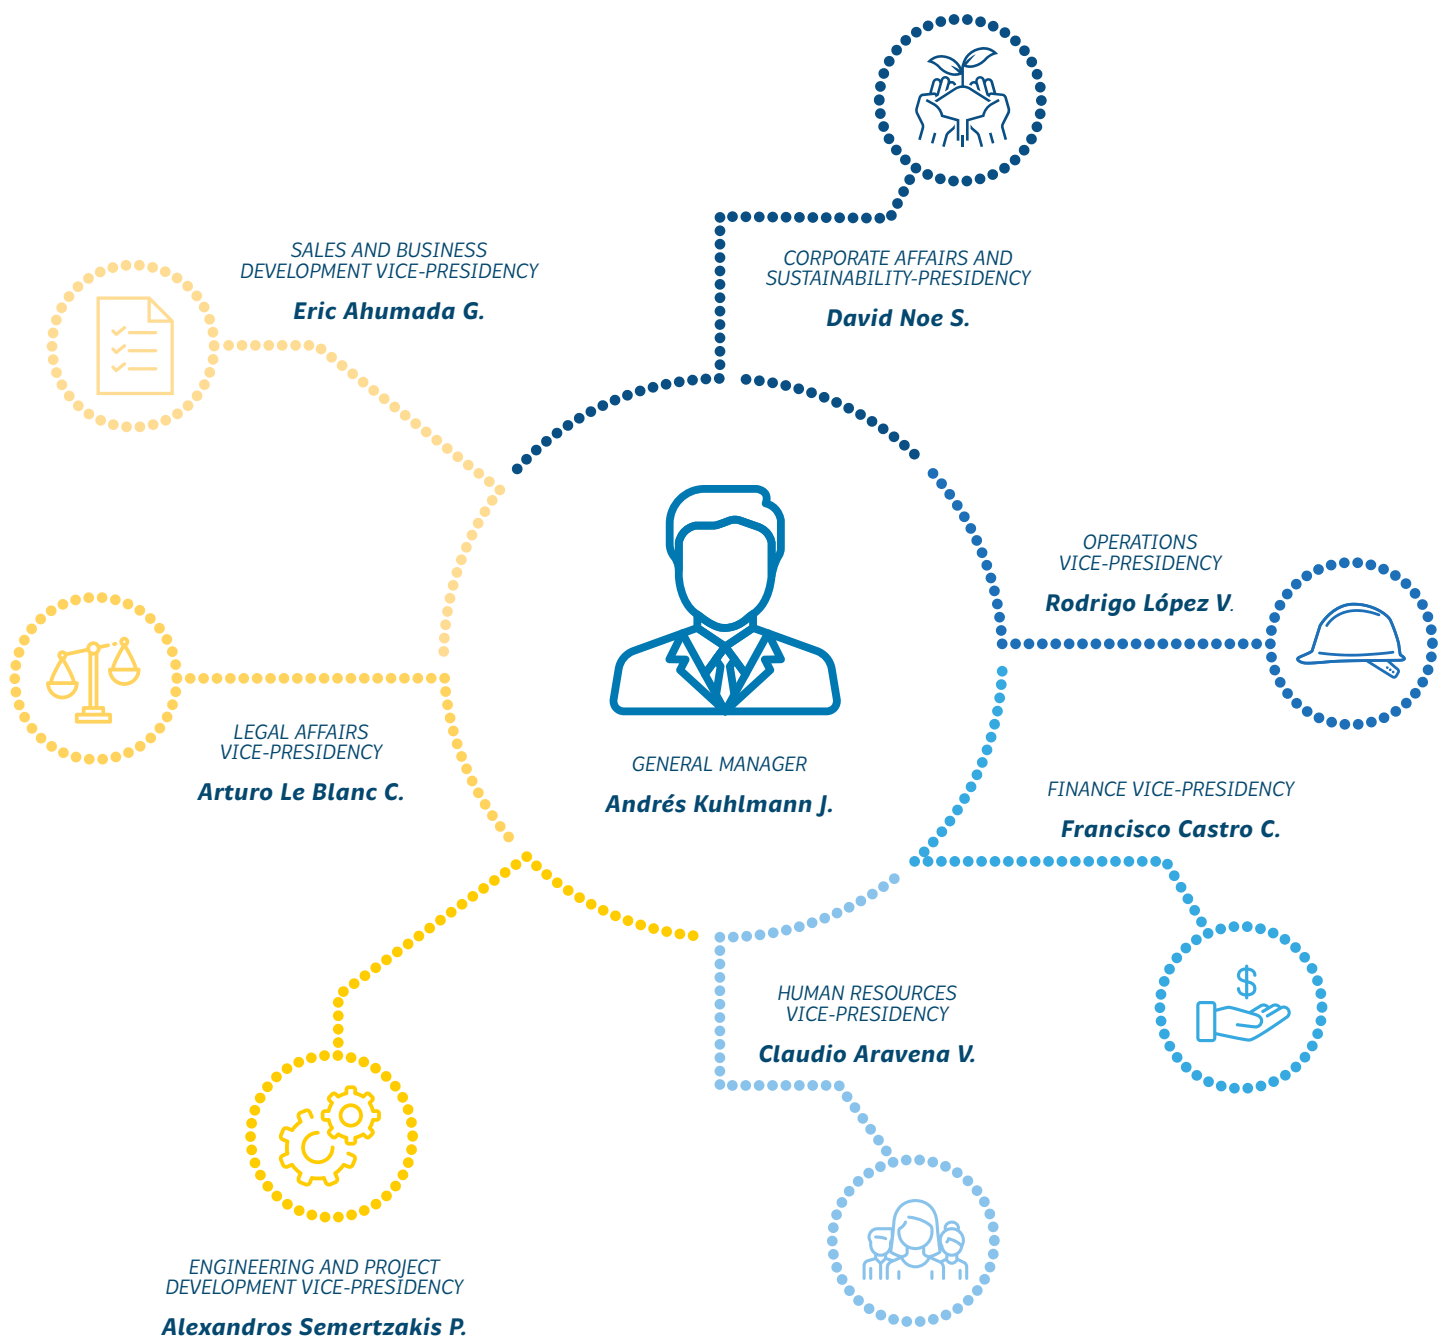 SALES AND BUSINESS
DEVELOPMENT VICE-PRESIDENCY
Eric Ahumada G.
CORPORATE AFFAIRS AND
SUSTAINABILITY-PRESIDENCY
David Noe S.
OPERATIONS
VICE-PRESIDENCY
Rodrigo López V.
LEGAL AFFAIRS
VICE-PRESIDENCY
Arturo Le Blanc C.
GENERAL MANAGER
Andrés Kuhlmann J.
FINANCE VICE-PRESIDENCY
Francisco Castro C.
$
HUMAN RESOURCES
VICE-PRESIDENCY
Claudio Aravena V.
ENGINEERING AND PROJECT
DEVELOPMENT VICE-PRESIDENCY
Alexandros Semertzakis P.